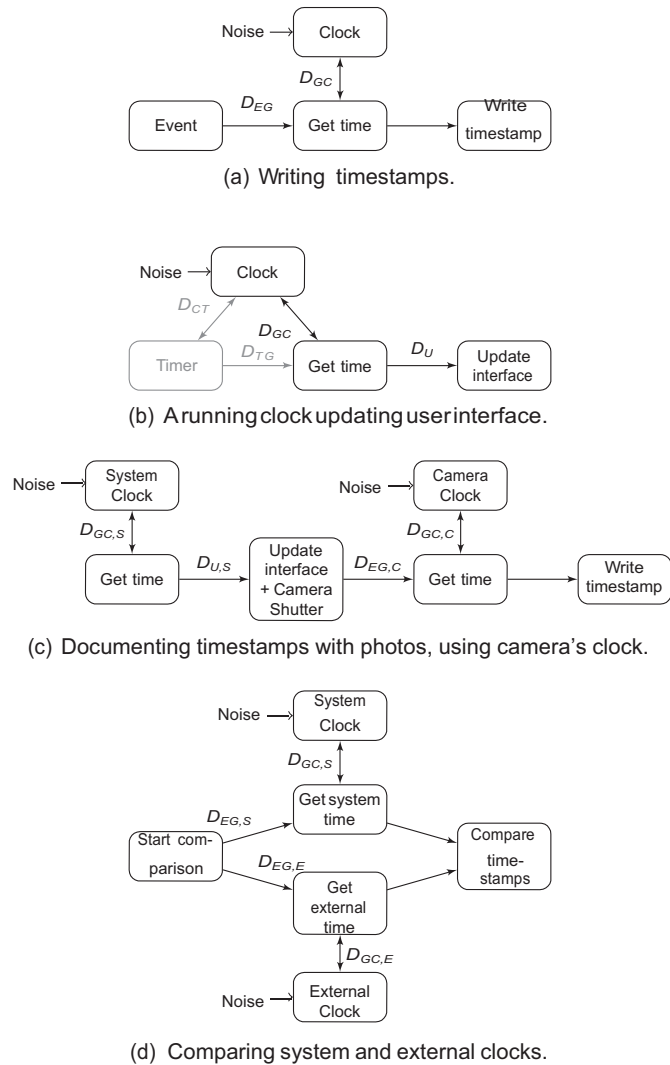 Noise
Clock
D_GC
D_EG
Event
Get time
Write
timestamp
(a) Writing timestamps.
Noise
Clock
D_CT
D_GC
D_TG
D_U
Timer
Get time
Update
interface
(b) A running clock updating user interface.
Noise
System
Clock
Noise
Camera
Clock
D_GC,S
D_GC,C
Get time
D_U,S
Update
interface
+ Camera
Shutter
D_EG,C
Get time
Write
timestamp
(c) Documenting timestamps with photos, using camera's clock.
Noise
System
Clock
D_GC,S
Get system
time
D_EG,S
Start com-
parison
D_EG,E
Compare
time-
stamps
Get
external
time
D_GC,E
Noise
External
Clock
(d) Comparing system and external clocks.